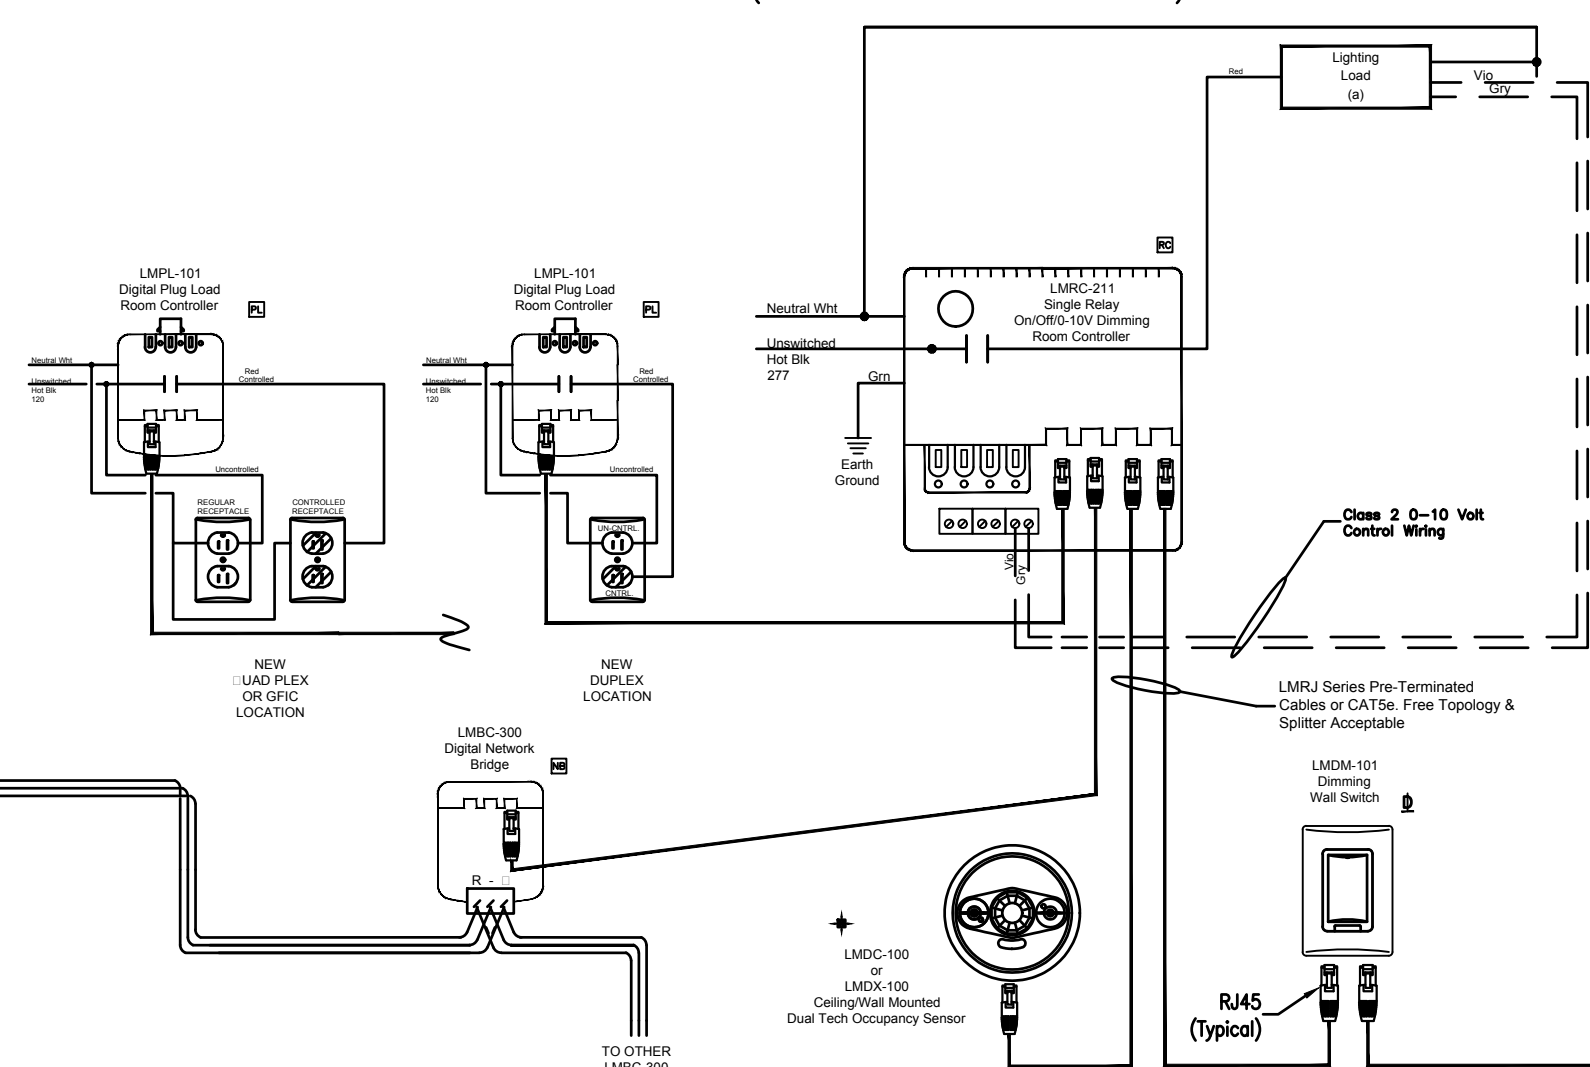 Lighting
Load
(a)
Red
Vio
Gry
RC
LMPL-101
Digital Plug Load
Room Controller
PL
Neutral Wht
Unswitched
Hot Blk
120
Red
Controlled
Uncontrolled
REGULAR
RECEPTACLE
CONTROLLED
RECEPTACLE
NEW
□UAD PLEX
OR GFIC
LOCATION
LMPL-101
Digital Plug Load
Room Controller
PL
Neutral Wht
Unswitched
Hot Blk
120
Red
Controlled
Uncontrolled
UN-CNTRL.
CNTRL.
NEW
DUPLEX
LOCATION
LMRC-211
Single Relay
On/Off/0-10V Dimming
Room Controller
Neutral Wht
Unswitched
Hot Blk
277
Grn
Earth
Ground
Vio
Gry
Class 2 0-10 Volt
Control Wiring
LMRJ Series Pre-Terminated
Cables or CAT5e. Free Topology &
Splitter Acceptable
LMBC-300
Digital Network
Bridge
NB
R - □
TO OTHER
LMBC-300
LMDC-100
or
LMDX-100
Ceiling/Wall Mounted
Dual Tech Occupancy Sensor
LMDM-101
Dimming
Wall Switch
D
RJ45
(Typical)